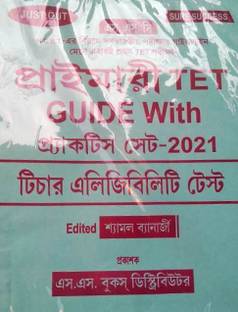 JUST OUT
SURE SUCCESS
প্রাইমারী TET
GUIDE With
প্র্যাকটিস সেট-2021
টিচার এলিজিবিলিটি টেস্ট
Edited শ্যামল ব্যানার্জী
প্রকাশক
এস.এস. বুকস্ ডিস্ট্রিবিউটর